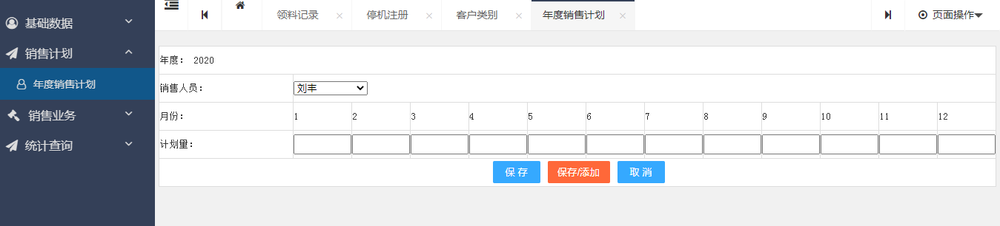 基础数据
销售计划
年度销售计划
销售业务
统计查询
领料记录 × 停机注册 × 客户类别 × 年度销售计划 × 页面操作
年度： 2020
销售人员： 刘丰
月份： 1 2 3 4 5 6 7 8 9 10 11 12
计划量：
保 存 保存/添加 取 消